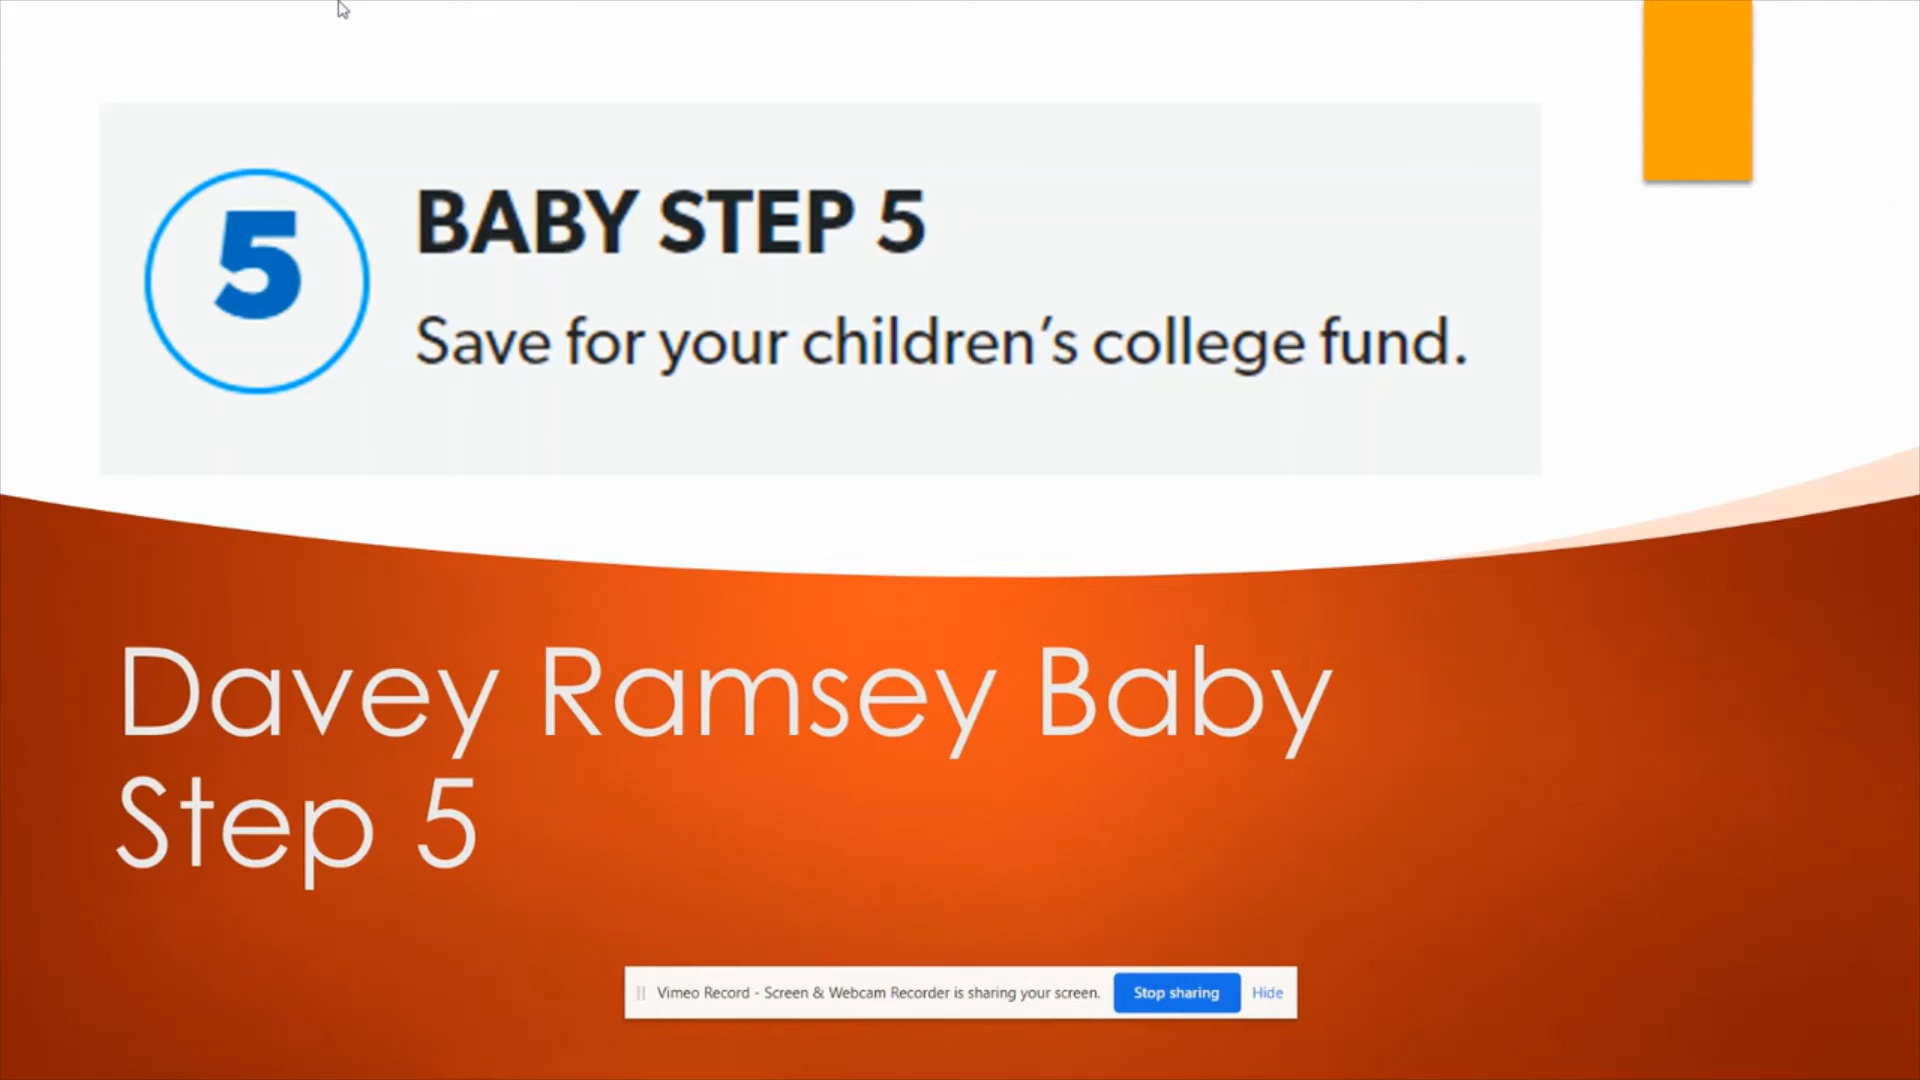 5
BABY STEP 5
Save for your children’s college fund.
Davey Ramsey Baby
Step 5
Vimeo Record - Screen & Webcam Recorder is sharing your screen. Stop sharing Hide